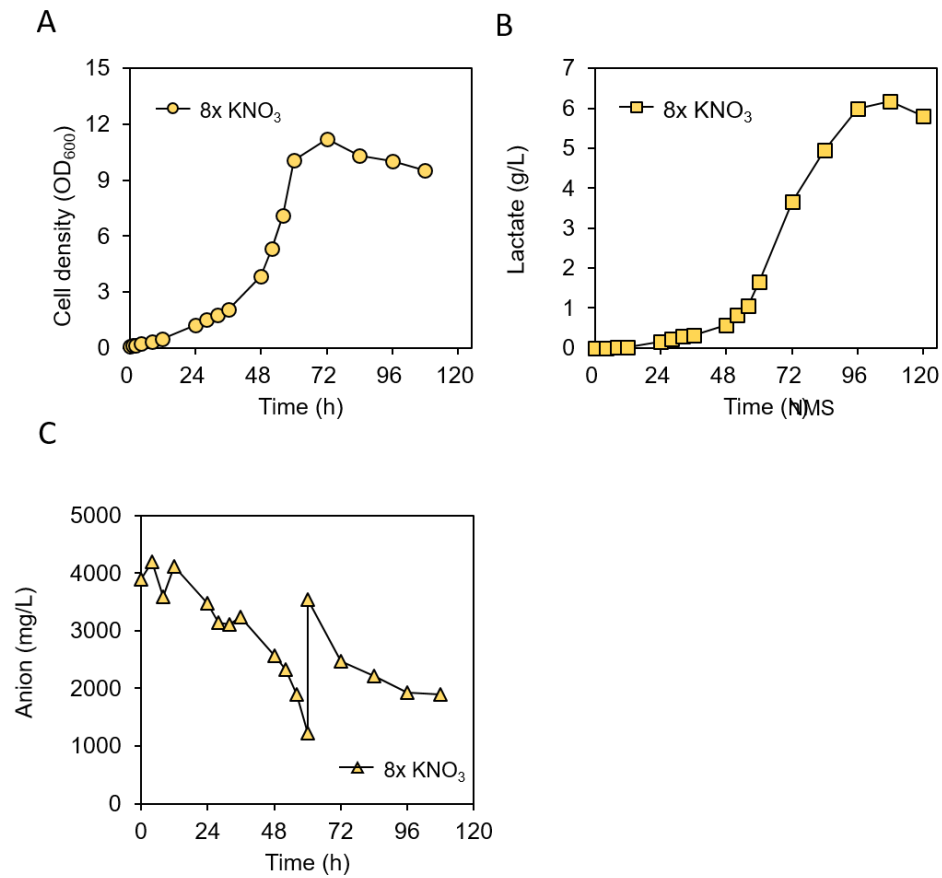 A
Cell density (OD600)
15
12
9
6
3
0
8x KNO3
0 24 48 72 96 120
Time (h)
B
Lactate (g/L)
7
6
5
4
3
2
1
0
8x KNO3
0 24 48 72 96 120
Time (h)
NMS
C
Anion (mg/L)
5000
4000
3000
2000
1000
0
8x KNO3
0 24 48 72 96 120
Time (h)